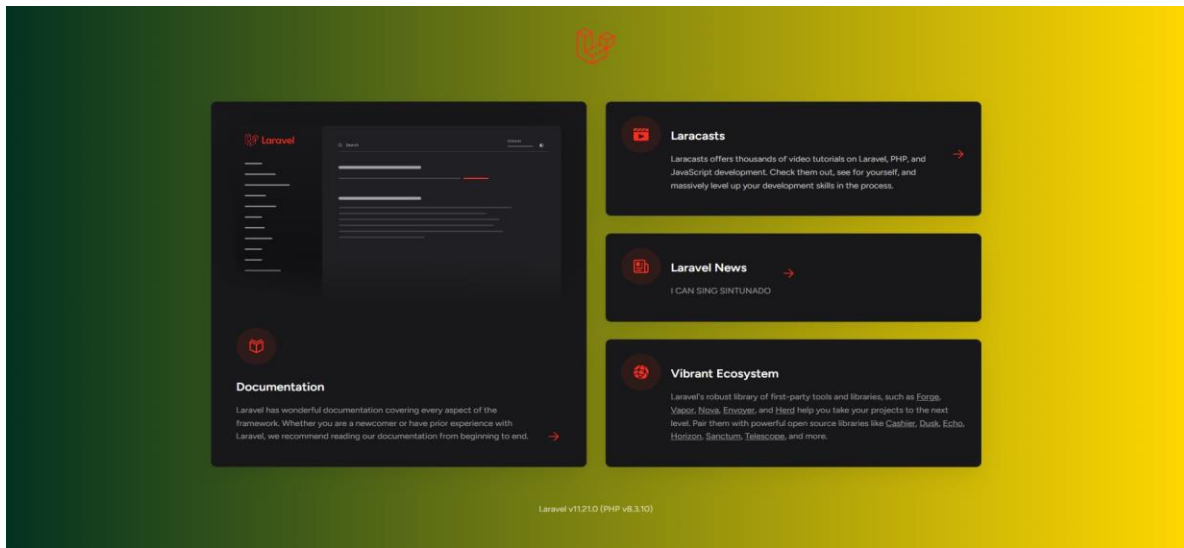 Laravel
Search
Documentation
Laravel has wonderful documentation covering every aspect of the
framework. Whether you are a newcomer or have prior experience with
Laravel, we recommend reading our documentation from beginning to end.
Laracasts
Laracasts offers thousands of video tutorials on Laravel, PHP, and
JavaScript development. Check them out, see for yourself, and
massively level up your development skills in the process.
Laravel News
I CAN SING SINTUNADO
Vibrant Ecosystem
Laravel's robust library of first-party tools and libraries, such as Forge,
Vapor, Nova, Envoyer, and Herd help you take your projects to the next
level. Pair them with powerful open source libraries like Cashier, Dusk, Echo,
Horizon, Sanctum, Telescope, and more.
Laravel v11.21.0 (PHP v8.3.10)